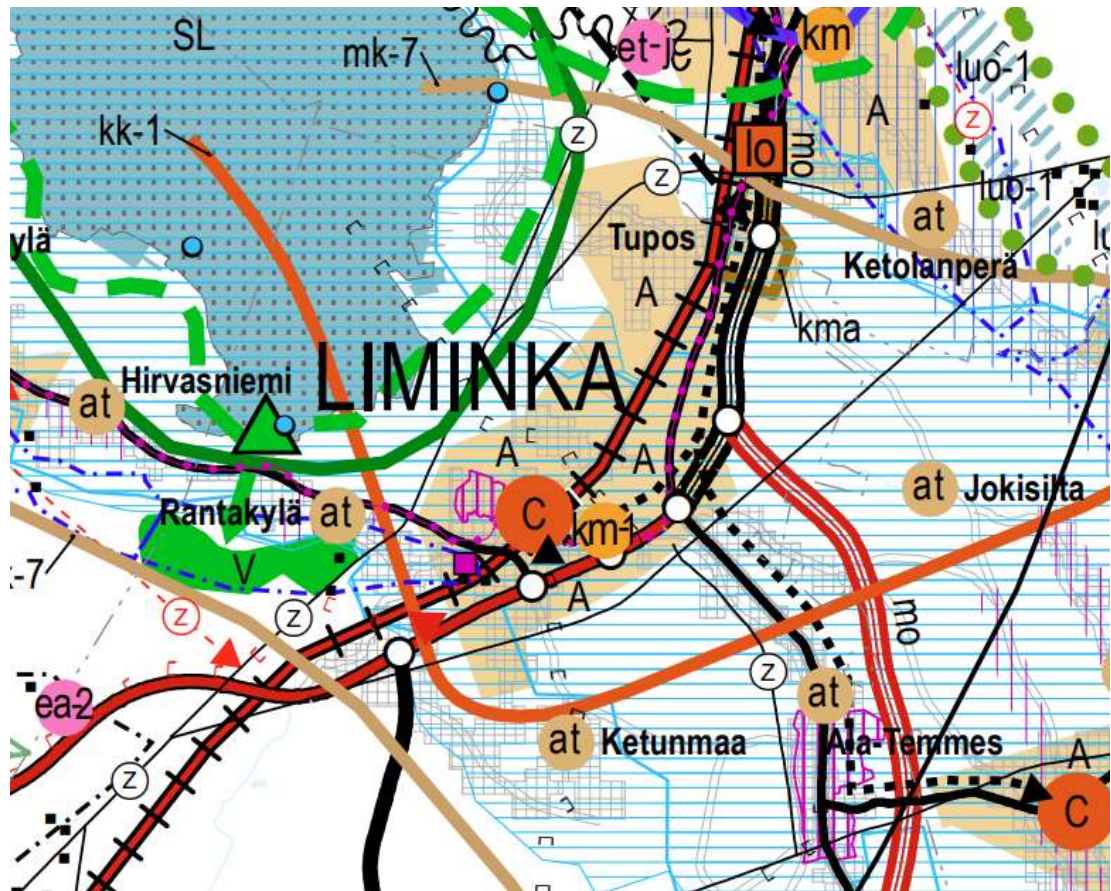 SL
mk-7
et-j
km
luo-1
A
z
kk-1
z
lo
mo
z
luo-1
at
ylä
Tupos
Ketolanperä
A
kma
LIMINKA
Hirvasniemi
at
A
A
at
Jokisilta
Rantakylä
at
C
km-1
V
-7
z
z
A
mo
z
at
ea-2
at
Ketunmaa
Ala-Temmes
A
z
C